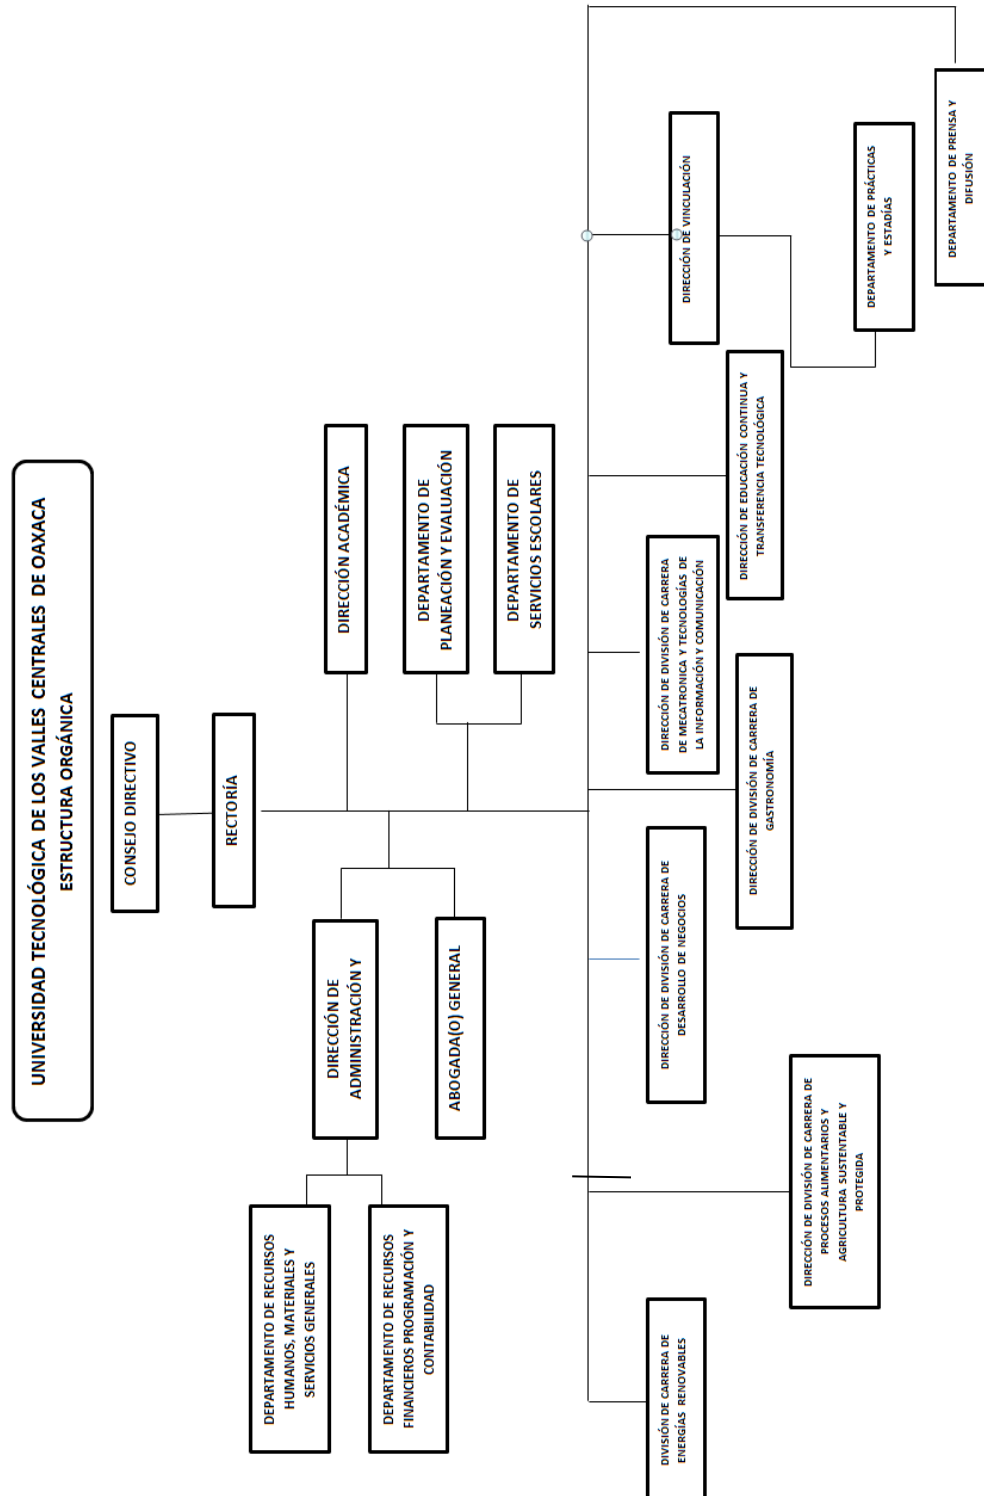 UNIVERSIDAD TECNOLÓGICA DE LOS VALLES CENTRALES DE OAXACA
ESTRUCTURA ORGÁNICA
CONSEJO DIRECTIVO
RECTORÍA
DIRECCIÓN ACADÉMICA
DIRECCIÓN DE
ADMINISTRACIÓN Y
DEPARTAMENTO DE
PLANEACIÓN Y EVALUACIÓN
ABOGADA(O) GENERAL
DEPARTAMENTO DE
SERVICIOS ESCOLARES
DEPARTAMENTO DE RECURSOS
HUMANOS, MATERIALES Y
SERVICIOS GENERALES
DEPARTAMENTO DE RECURSOS
FINANCIEROS PROGRAMACIÓN Y
CONTABILIDAD
DIVISIÓN DE CARRERA DE
ENERGÍAS RENOVABLES
DIRECCIÓN DE DIVISIÓN DE CARRERA DE
PROCESOS ALIMENTARIOS Y
AGRICULTURA SUSTENTABLE Y
PROTEGIDA
DIRECCIÓN DE DIVISIÓN DE CARRERA DE
DESARROLLO DE NEGOCIOS
DIRECCIÓN DE DIVISIÓN DE CARRERA DE
GASTRONOMÍA
DIRECCIÓN DE DIVISIÓN DE CARRERA
DE MECATRONICA Y TECNOLOGÍAS DE
LA INFORMACIÓN Y COMUNICACIÓN
DIRECCIÓN DE EDUCACIÓN CONTINUA Y
TRANSFERENCIA TECNOLÓGICA
DIRECCIÓN DE VINCULACIÓN
DEPARTAMENTO DE PRÁCTICAS
Y ESTADÍAS
DEPARTAMENTO DE PRENSA Y
DIFUSIÓN